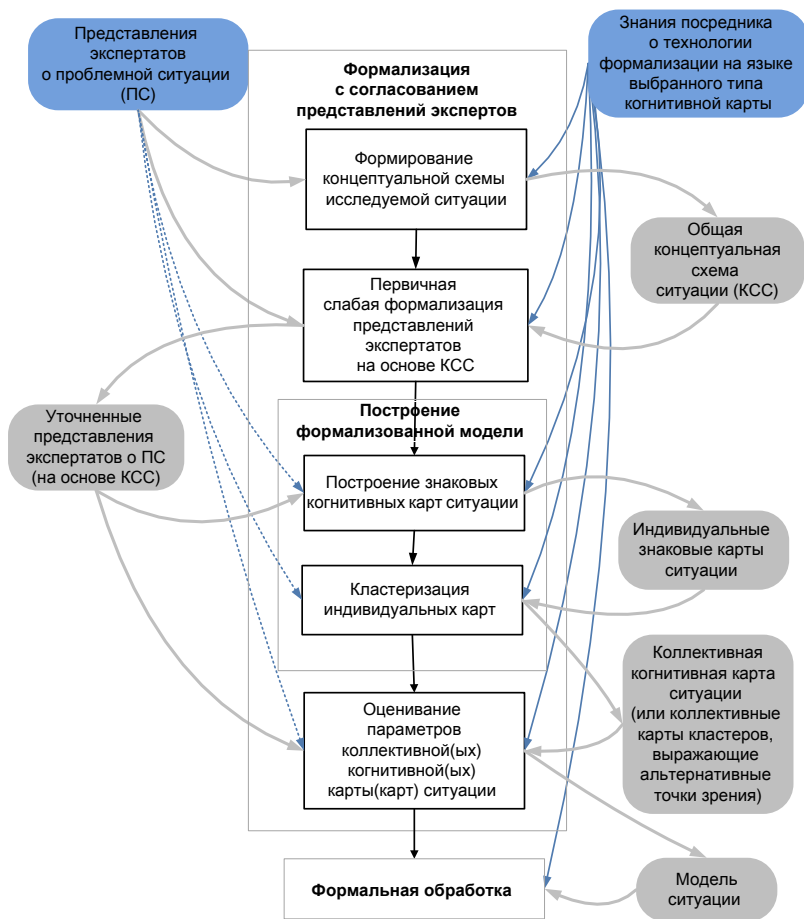 Представления
экспертатов
о проблемной ситуации
(ПС)
Знания посредника
о технологии
формализации на языке
выбранного типа
когнитивной карты
Формализация
с согласованием
представлений экспертов
Формирование
концептуальной схемы
исследуемой ситуации
Общая
концептуальная
схема
ситуации (КСС)
Первичная
слабая формализация
представлений
экспертатов
на основе КСС
Уточненные
представления
экспертатов о ПС
(на основе КСС)
Построение
формализованной модели
Построение знаковых
когнитивных карт ситуации
Индивидуальные
знаковые карты
ситуации
Кластеризация
индивидуальных карт
Коллективная
когнитивная карта
ситуации
(или коллективные
карты кластеров,
выражающие
альтернативные
точки зрения)
Оценивание
параметров
коллективной(ых)
когнитивной(ых)
карты(карт) ситуации
Формальная обработка
Модель
ситуации